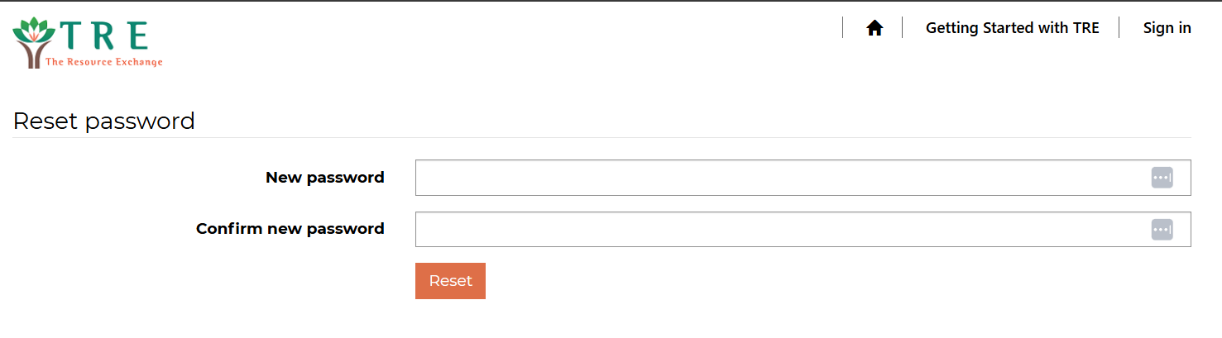 TRE
The Resource Exchange
Getting Started with TRE
Sign in
Reset password
New password
Confirm new password
Reset